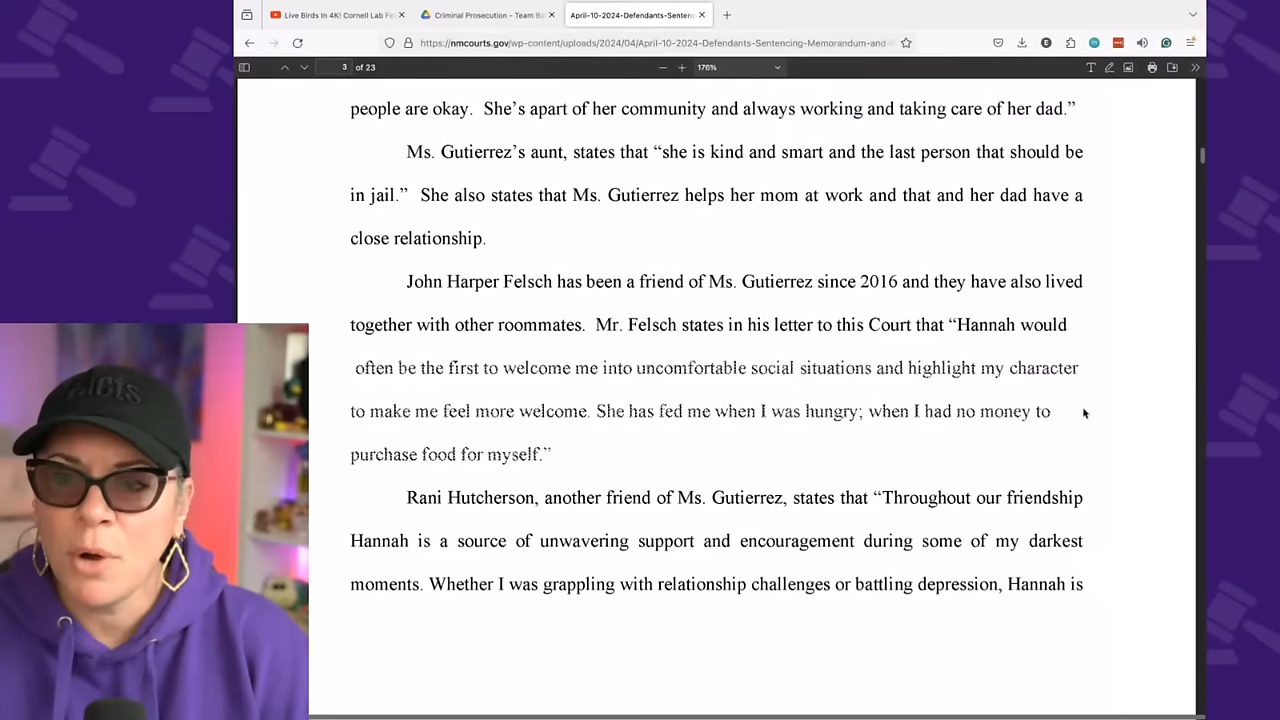 Live Birds In 4K! Cornell Lab Fe
Criminal Prosecution - Team Ba
April-10-2024-Defendants-Senten
https://nmcourts.gov/wp-content/uploads/2024/04/April-10-2024-Defendants-Sentencing-Memorandum-and-
3 of 23
176%
people are okay. She's apart of her community and always working and taking care of her dad.”
Ms. Gutierrez's aunt, states that “she is kind and smart and the last person that should be
in jail.” She also states that Ms. Gutierrez helps her mom at work and that and her dad have a
close relationship.
John Harper Felsch has been a friend of Ms. Gutierrez since 2016 and they have also lived
together with other roommates. Mr. Felsch states in his letter to this Court that “Hannah would
often be the first to welcome me into uncomfortable social situations and highlight my character
to make me feel more welcome. She has fed me when I was hungry; when I had no money to
purchase food for myself.”
Rani Hutcherson, another friend of Ms. Gutierrez, states that “Throughout our friendship
Hannah is a source of unwavering support and encouragement during some of my darkest
moments. Whether I was grappling with relationship challenges or battling depression, Hannah is